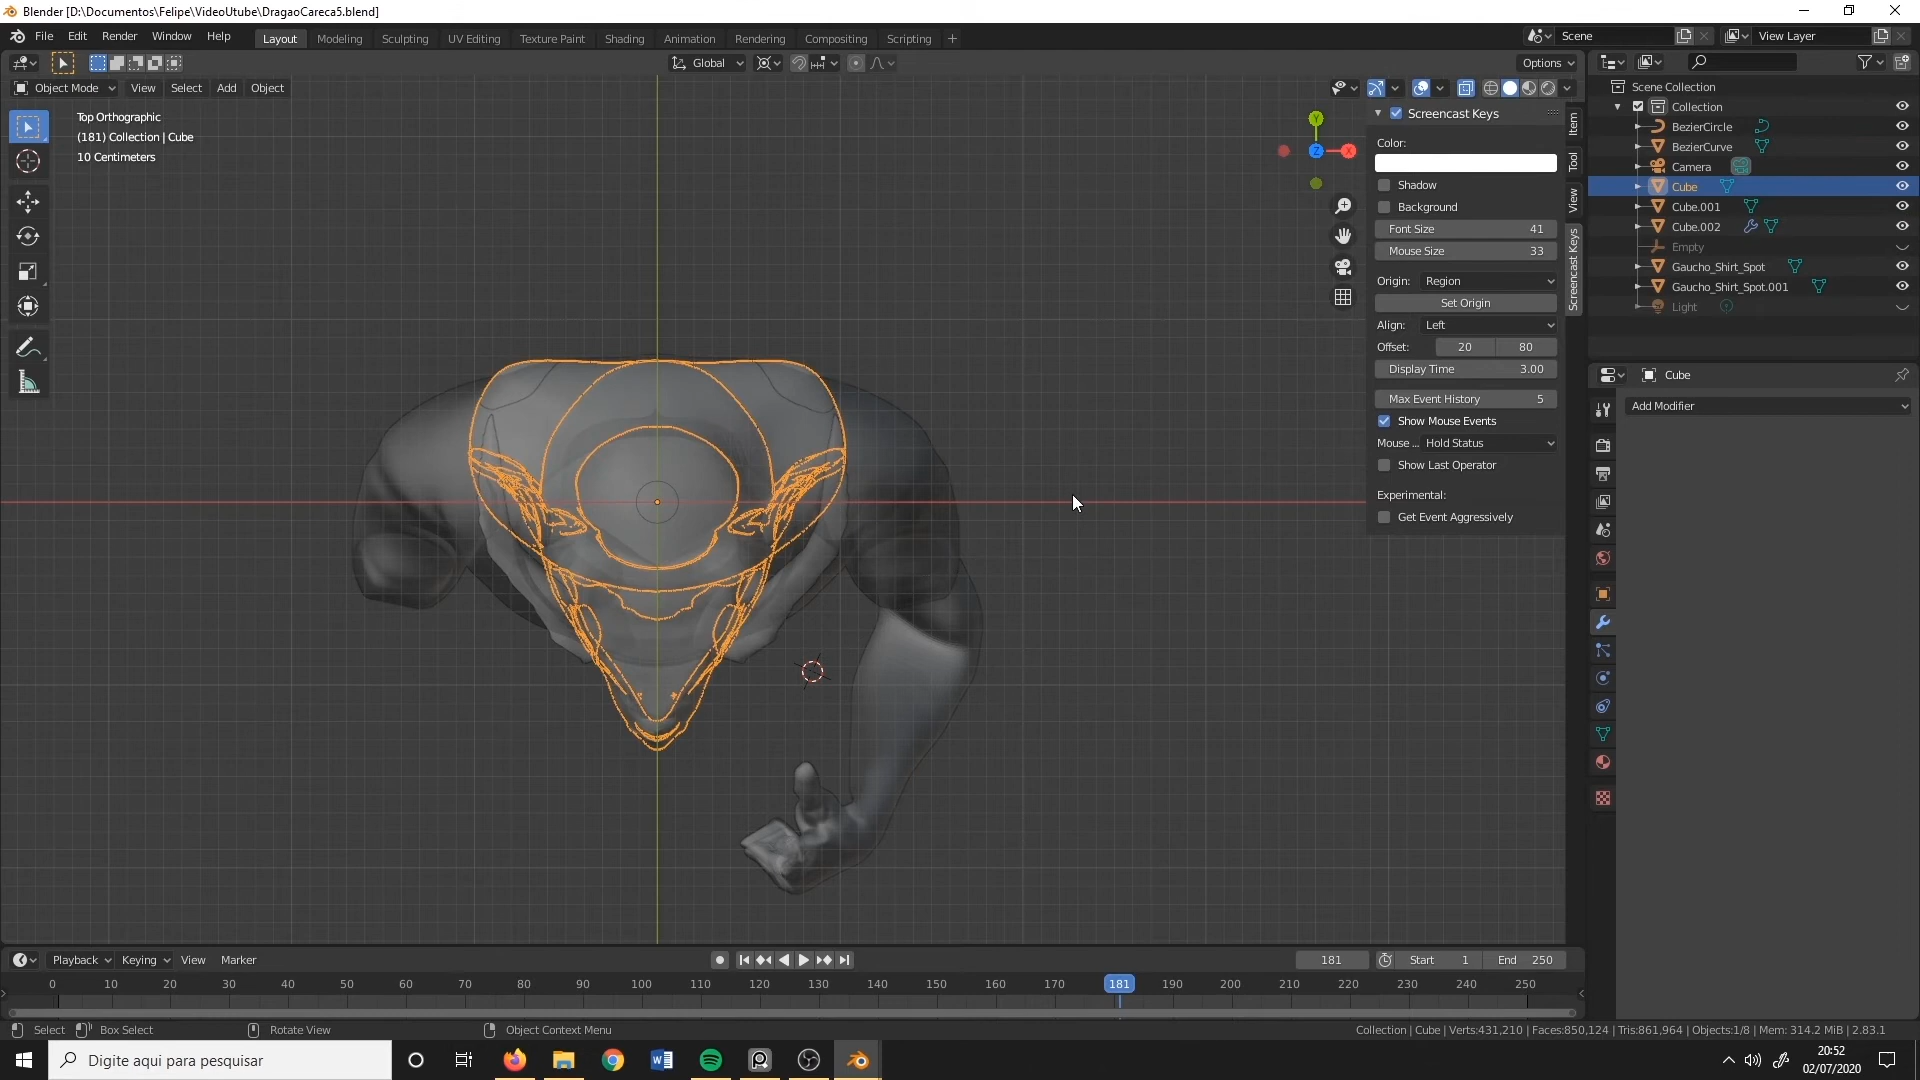 Blender [D:\Documentos\Felipe\VideoUtube\DragaoCareca5.blend]
File Edit Render Window Help Layout Modeling Sculpting UV Editing Texture Paint Shading Animation Rendering Compositing Scripting + Scene View Layer
Global Options
Object Mode View Select Add Object
Top Orthographic
(181) Collection | Cube
10 Centimeters
Y
Z X
Screencast Keys
Color:
Shadow
Background
Font Size 41
Mouse Size 33
Origin: Region
Set Origin
Align: Left
Offset: 20 80
Display Time 3.00
Max Event History 5
Show Mouse Events
Mouse ... Hold Status
Show Last Operator
Experimental:
Get Event Aggressively
Item
Tool
View
Screencast Keys
Scene Collection
Collection
BezierCircle
BezierCurve
Camera
Cube
Cube.001
Cube.002
Empty
Gaucho_Shirt_Spot
Gaucho_Shirt_Spot.001
Light
Cube
Add Modifier
Playback Keying View Marker 181 Start 1 End 250
0 10 20 30 40 50 60 70 80 90 100 110 120 130 140 150 160 170 181 190 200 210 220 230 240 250
Select Box Select Rotate View Object Context Menu Collection | Cube | Verts:431,210 | Faces:850,124 | Tris:861,964 | Objects:1/8 | Mem: 314.2 MiB | 2.83.1
Digite aqui para pesquisar
20:52
02/07/2020